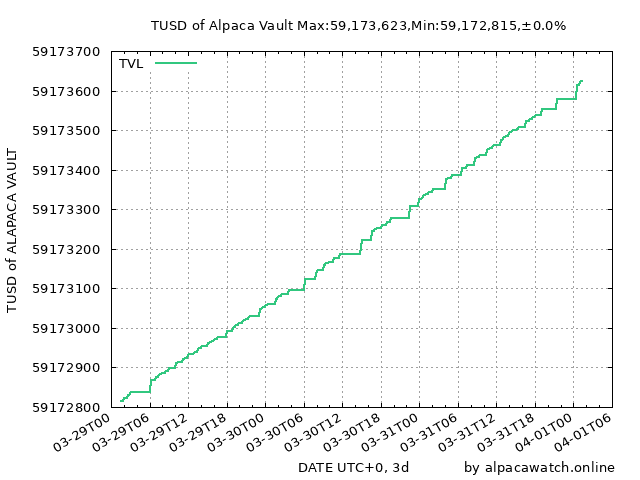 TUSD of Alpaca Vault Max:59,173,623,Min:59,172,815,±0.0%
TVL
TUSD of ALAPACA VAULT
59173700
59173600
59173500
59173400
59173300
59173200
59173100
59173000
59172900
59172800
03-29T00
03-29T06
03-29T12
03-29T18
03-30T00
03-30T06
03-30T12
03-30T18
03-31T00
03-31T06
03-31T12
03-31T18
04-01T00
04-01T06
DATE UTC+0, 3d
by alpacawatch.online